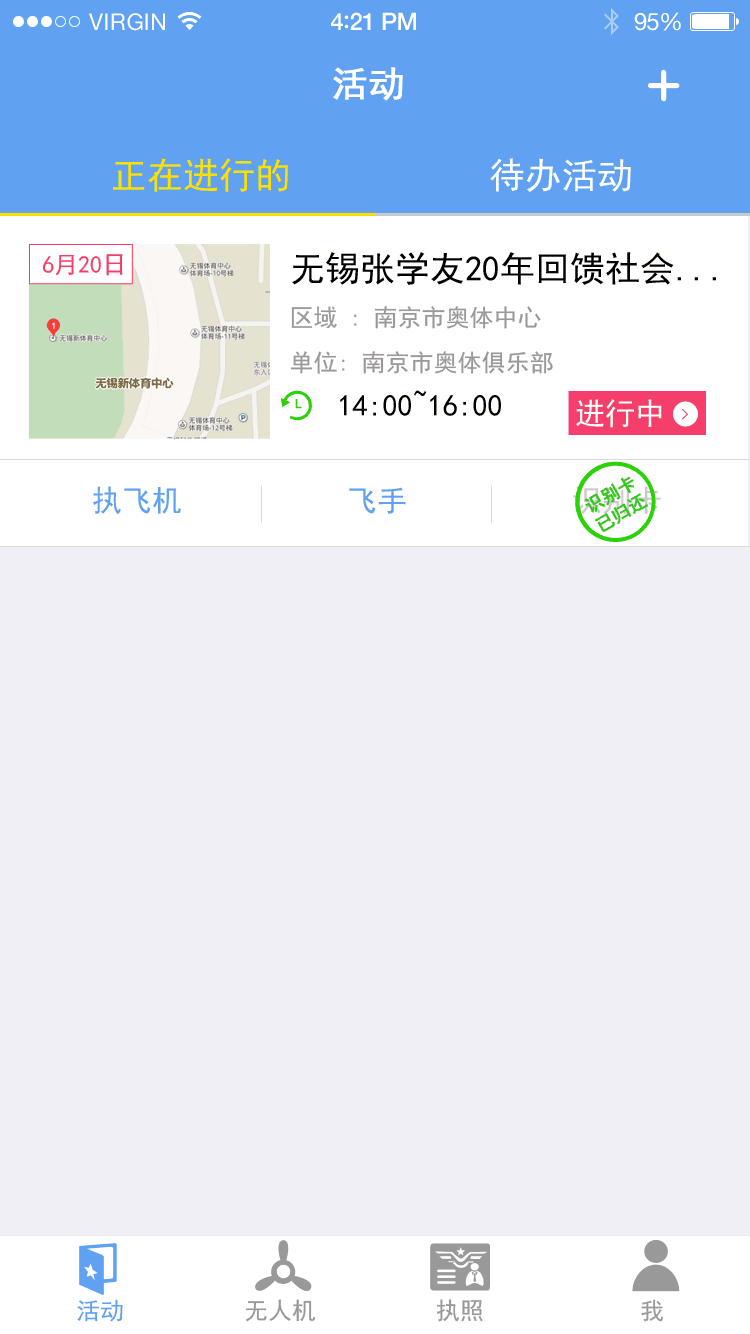 VIRGIN 4:21 PM 95%
活动 +
正在进行的 待办活动
6月20日
无锡体育中心
体育场-10号梯
1
无锡新体育中心
无锡体育中心
体育场-11号梯
无锡新体育中心
无锡体育中心
体育场-12号梯
P
无锡张学友20年回馈社会...
区域 : 南京市奥体中心
单位: 南京市奥体俱乐部
14:00~16:00
进行中
执飞机 飞手 识别卡
识别卡
已归还
活动 无人机 执照 我